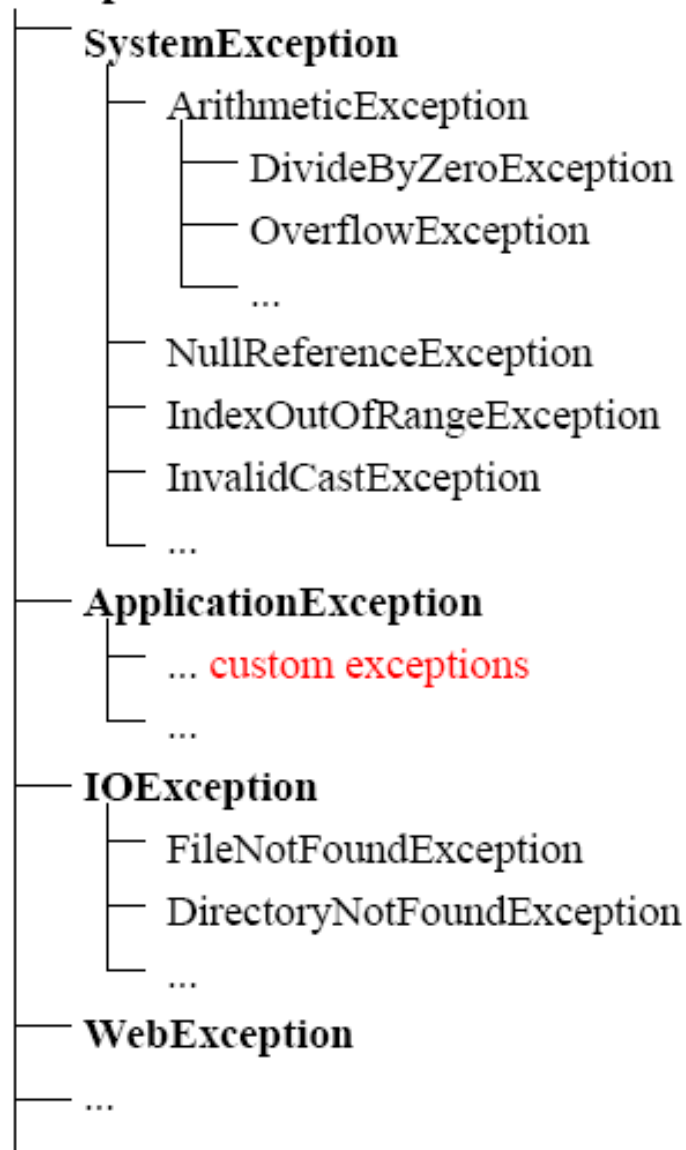 SystemException
ArithmeticException
DivideByZeroException
OverflowException
...
NullReferenceException
IndexOutOfRangeException
InvalidCastException
...
ApplicationException
... custom exceptions
...
IOException
FileNotFoundException
DirectoryNotFoundException
...
WebException
...